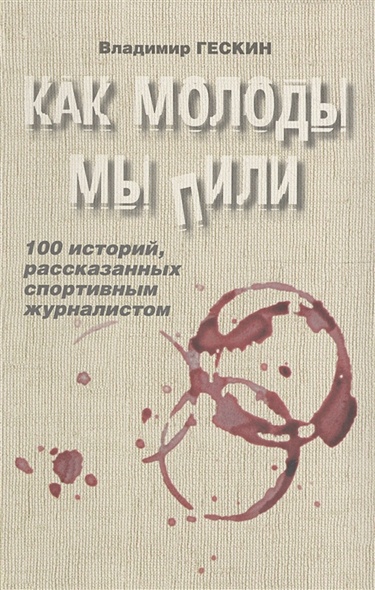 Владимир ГЕСКИН
КАК МОЛОДЫ
МЫ ПИЛИ
100 историй,
рассказанных
спортивным
журналистом